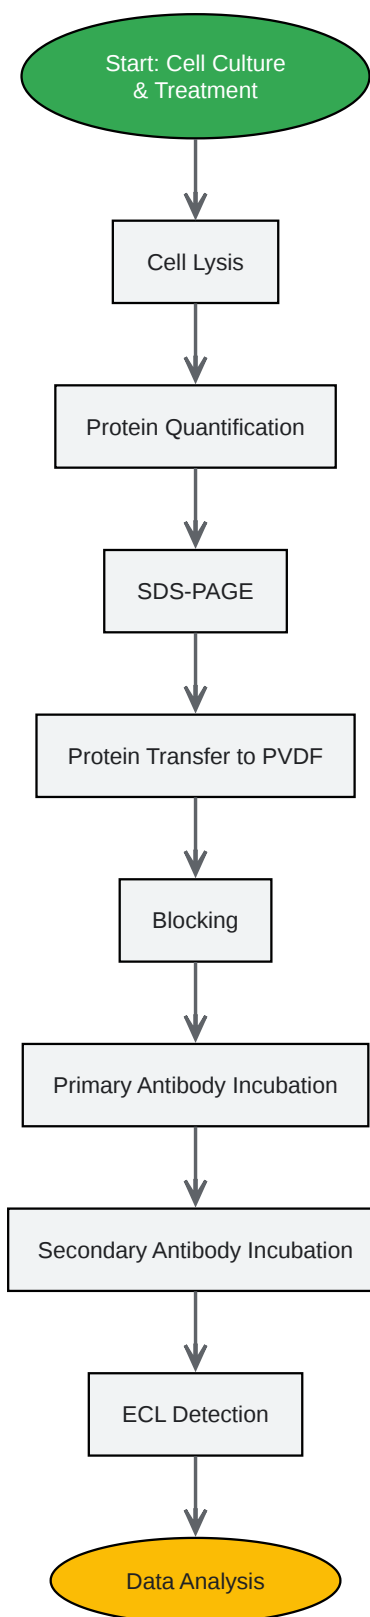 Start: Cell Culture
& Treatment
Cell Lysis
Protein Quantification
SDS-PAGE
Protein Transfer to PVDF
Blocking
Primary Antibody Incubation
Secondary Antibody Incubation
ECL Detection
Data Analysis